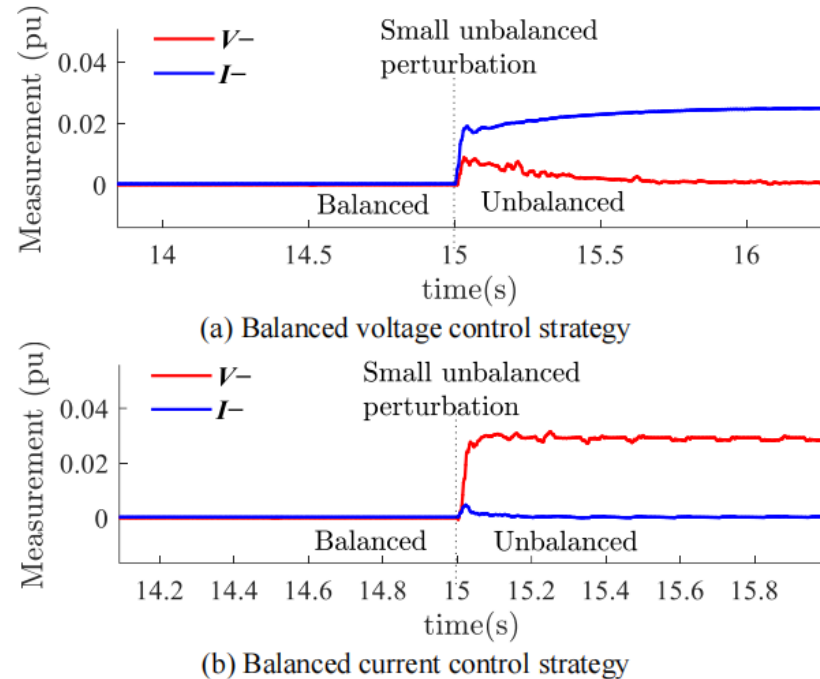 Measurement (pu)
V−
I−
Small unbalanced
perturbation
0.04
0.02
0
Balanced
Unbalanced
14
14.5
15
15.5
16
time(s)
(a) Balanced voltage control strategy
Measurement (pu)
V−
I−
Small unbalanced
perturbation
0.04
0.02
0
Balanced
Unbalanced
14.2
14.4
14.6
14.8
15
15.2
15.4
15.6
15.8
time(s)
(b) Balanced current control strategy